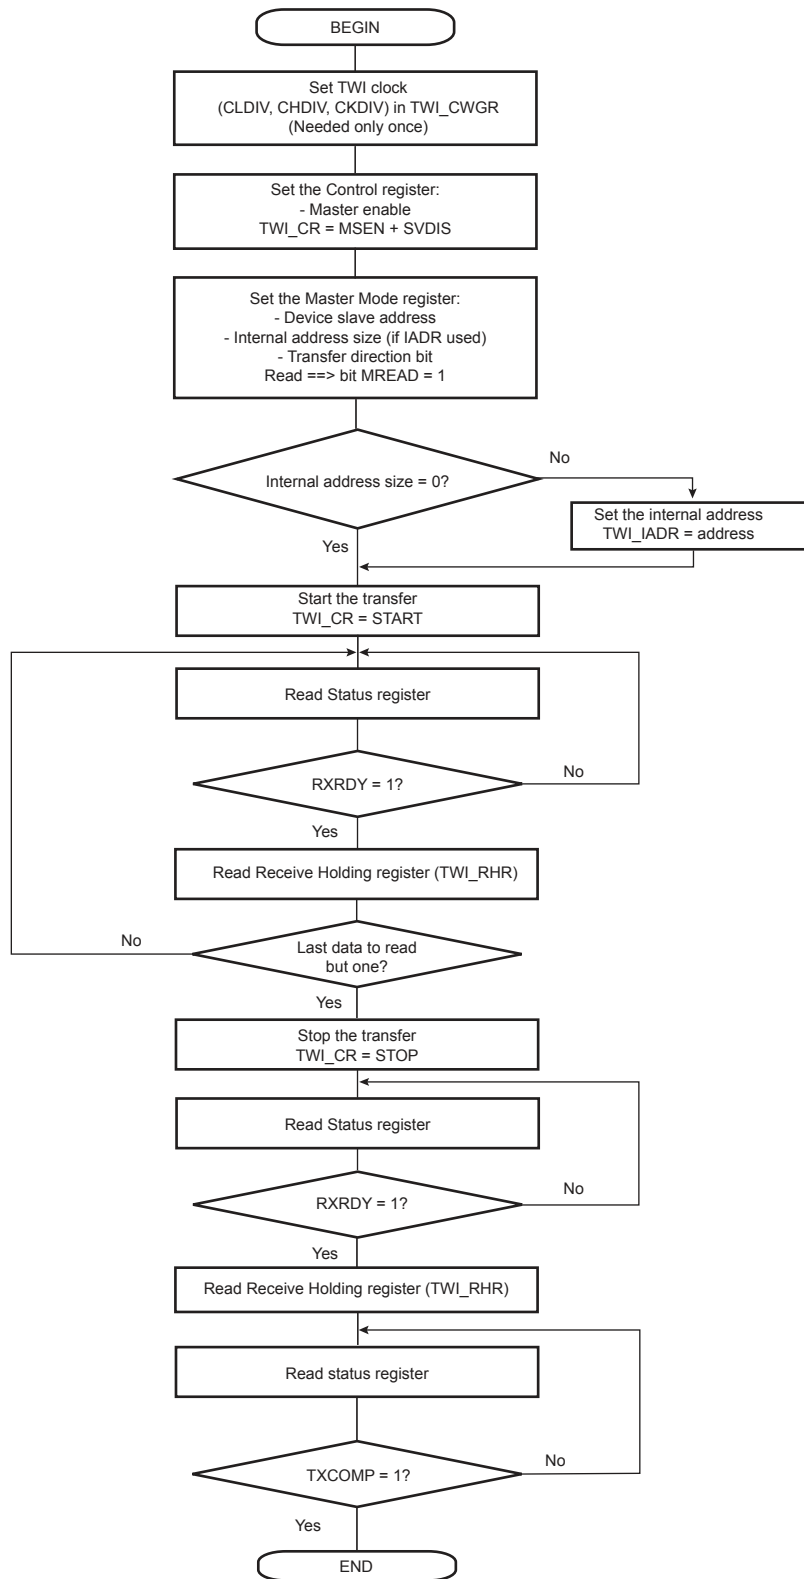 BEGIN
Set TWI clock
(CLDIV, CHDIV, CKDIV) in TWI_CWGR
(Needed only once)
Set the Control register:
- Master enable
TWI_CR = MSEN + SVDIS
Set the Master Mode register:
- Device slave address
- Internal address size (if IADR used)
- Transfer direction bit
Read ==> bit MREAD = 1
Internal address size = 0?
No
Set the internal address
TWI_IADR = address
Yes
Start the transfer
TWI_CR = START
Read Status register
RXRDY = 1?
No
Yes
Read Receive Holding register (TWI_RHR)
No
Last data to read
but one?
Yes
Stop the transfer
TWI_CR = STOP
Read Status register
RXRDY = 1?
No
Yes
Read Receive Holding register (TWI_RHR)
Read status register
TXCOMP = 1?
No
Yes
END